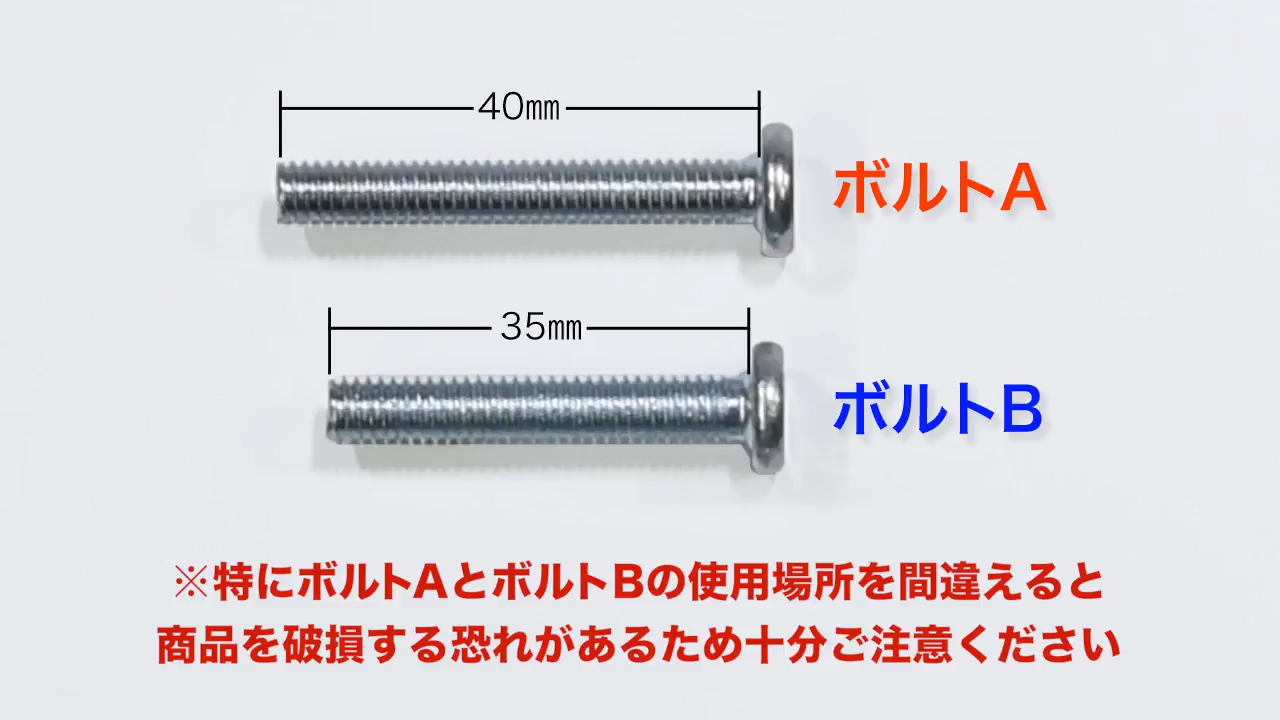 40㎜
ボルトA
35㎜
ボルトB
※特にボルトAとボルトBの使用場所を間違えると
商品を破損する恐れがあるため十分ご注意ください